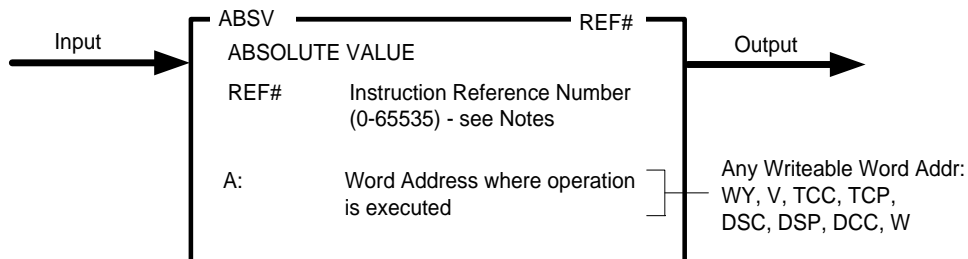 ABSV REF#
Input
ABSOLUTE VALUE
Output
REF# Instruction Reference Number
(0-65535) - see Notes
A: Word Address where operation
is executed
Any Writeable Word Addr:
WY, V, TCC, TCP,
DSC, DSP, DCC, W